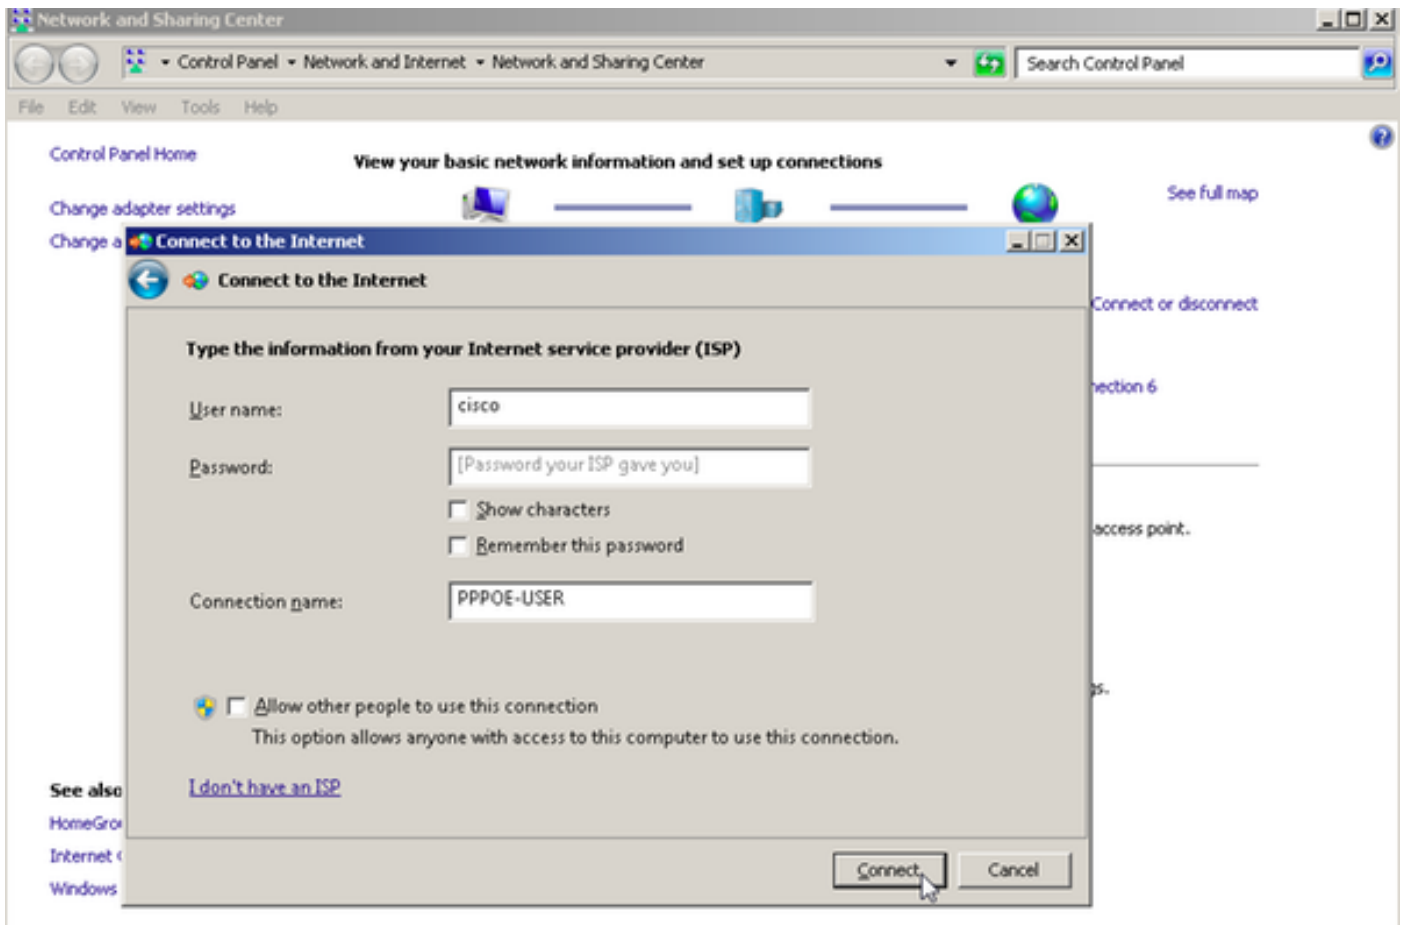 Network and Sharing Center
Control Panel Network and Internet Network and Sharing Center
Search Control Panel
File Edit View Tools Help
Control Panel Home
View your basic network information and set up connections
See full map
Change adapter settings
Change a
Connect to the Internet
Connect to the Internet
Connect or disconnect
Type the information from your Internet service provider (ISP)
nection 6
User name: cisco
Password: [Password your ISP gave you]
Show characters
access point.
Remember this password
Connection name: PPPOE-USER
gs.
Allow other people to use this connection
This option allows anyone with access to this computer to use this connection.
I don't have an ISP
See also
HomeGro
Internet
Windows
Connect Cancel